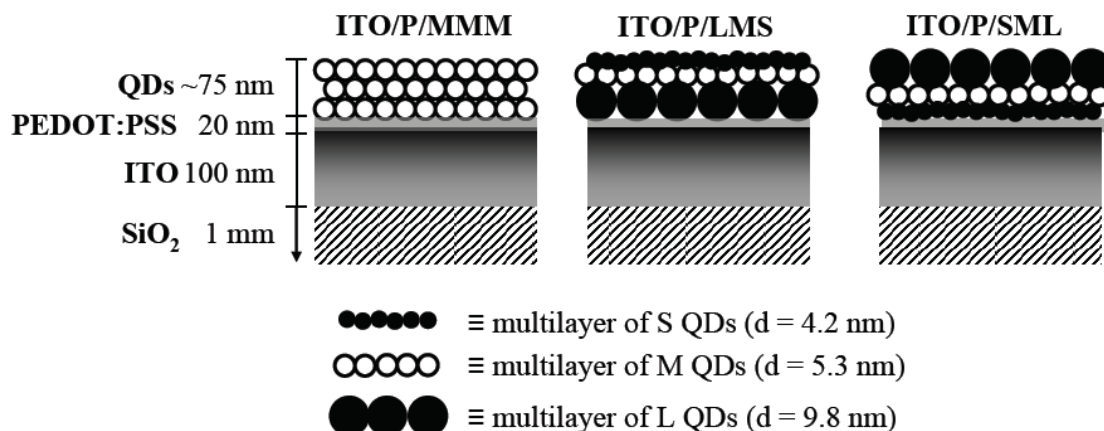 ITO/P/MMM ITO/P/LMS ITO/P/SML
QDs ~75 nm
PEDOT:PSS 20 nm
ITO 100 nm
SiO₂ 1 mm
≡ multilayer of S QDs (d = 4.2 nm)
≡ multilayer of M QDs (d = 5.3 nm)
≡ multilayer of L QDs (d = 9.8 nm)